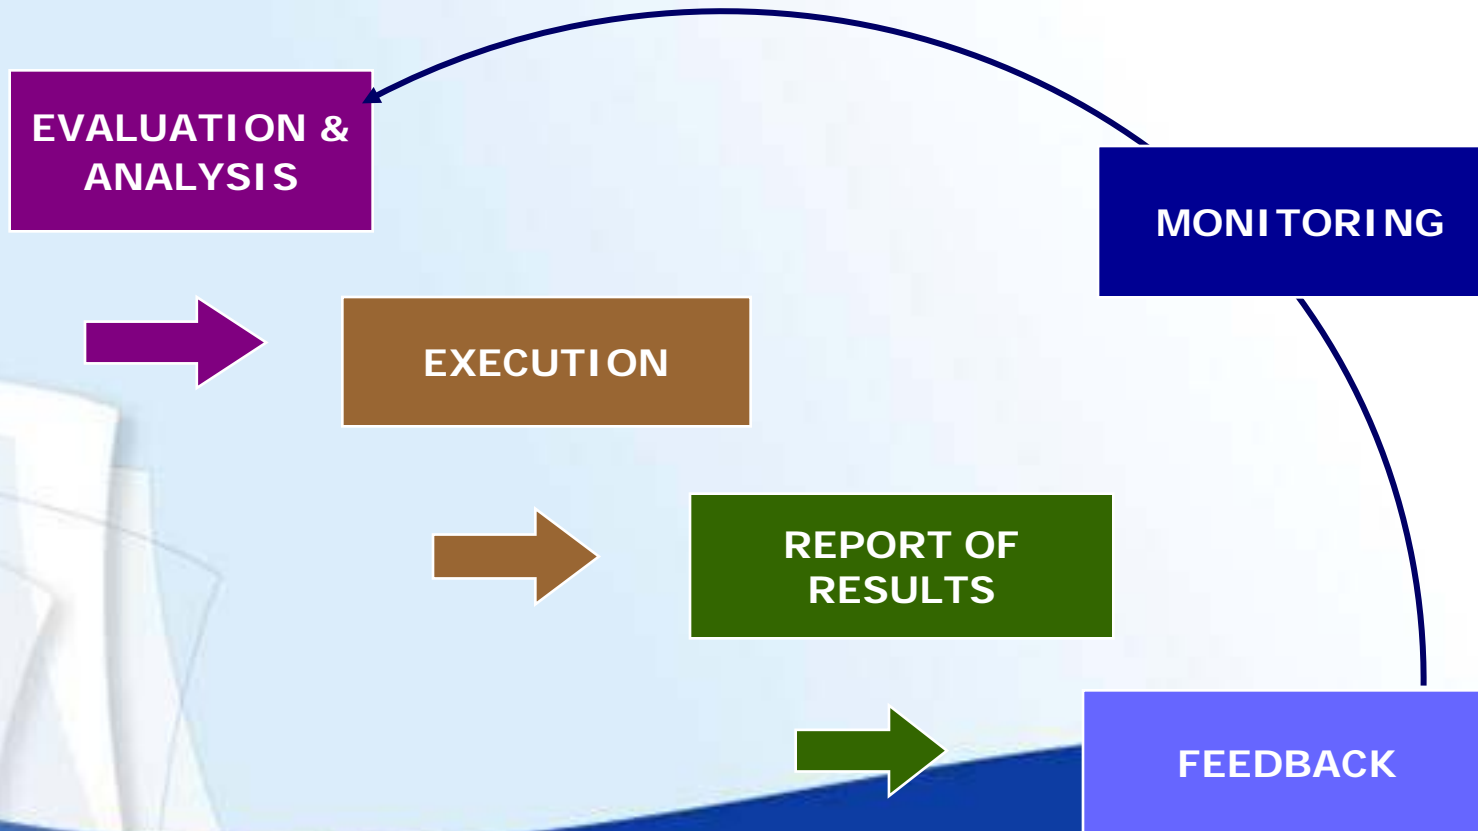 EVALUATION &
ANALYSIS
MONITORING
EXECUTION
REPORT OF
RESULTS
FEEDBACK